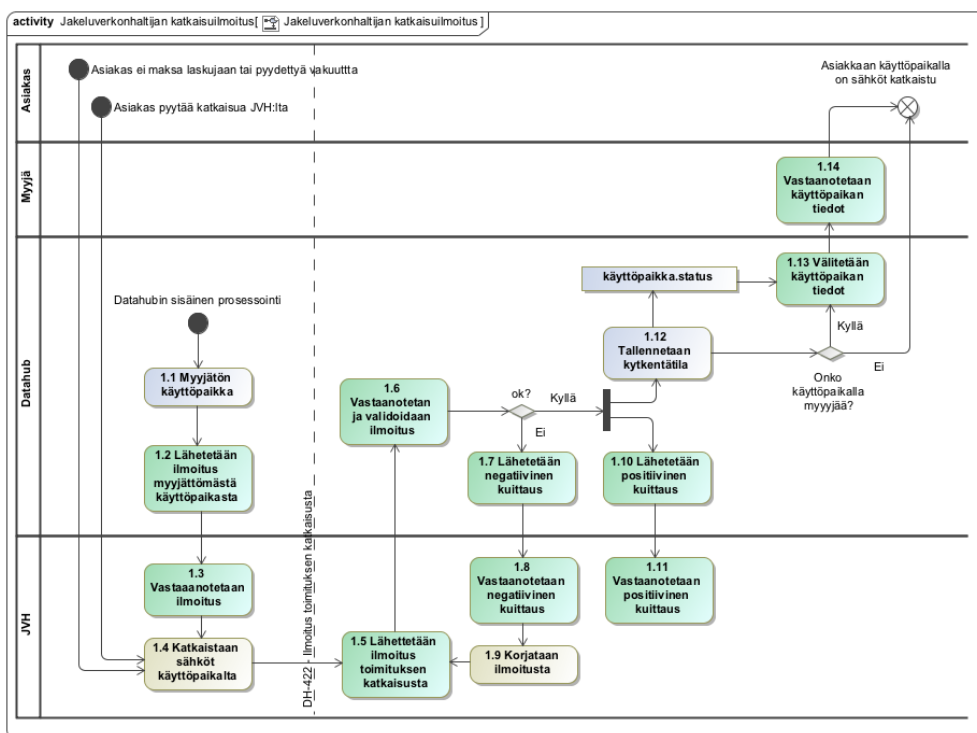 activity Jakeluverkonhaltijan katkaisuilmoitus[ Jakeluverkonhaltijan katkaisuilmoitus ]
Asiakas
Asiakas ei maksa laskujaan tai pyydettyä vakuuttta
Asiakas pyytää katkaisua JVH:lta
Asiakkaan käyttöpaikalla
on sähköt katkaistu
Myyjä
1.14
Vastaanotetaan
käyttöpaikan
tiedot
Datahub
Datahubin sisäinen prosessointi
1.1 Myyjätön
käyttöpaikka
1.2 Lähetetään
ilmoitus
myyjättömästä
käyttöpaikasta
1.6
Vastaanotetan
ja validoidaan
ilmoitus
ok?
Kyllä
Ei
1.7 Lähetetään
negatiivinen
kuittaus
käyttöpaikka.status
1.12
Tallennetaan
kytkentätila
1.10 Lähetetään
positiivinen
kuittaus
1.13 Välitetään
käyttöpaikan
tiedot
Kyllä
Ei
Onko
käyttöpaikalla
myyyjää?
DH-422 - Ilmoitus toimituksen katkaisusta
JVH
1.3
Vastaaanotetaan
ilmoitus
1.4 Katkaistaan
sähköt
käyttöpaikalta
1.5 Lähettetään
ilmoitus
toimituksen
katkaisusta
1.8
Vastaanotetaan
negatiivinen
kuittaus
1.9 Korjataan
ilmoitusta
1.11
Vastaanotetaan
positiivinen
kuittaus